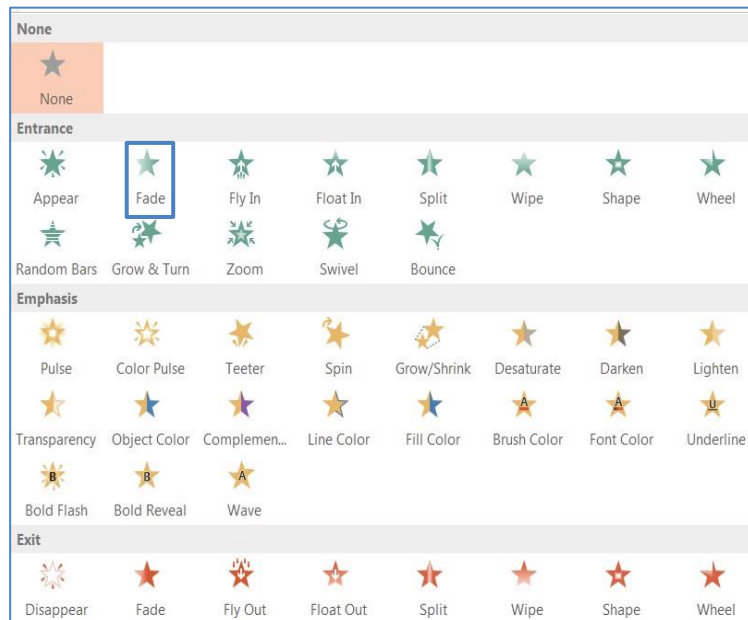 None
None
Entrance
Appear Fade Fly In Float In Split Wipe Shape Wheel
Random Bars Grow & Turn Zoom Swivel Bounce
Emphasis
Pulse Color Pulse Teeter Spin Grow/Shrink Desaturate Darken Lighten
A A U
Transparency Object Color Complemen... Line Color Fill Color Brush Color Font Color Underline
B B A
Bold Flash Bold Reveal Wave
Exit
Disappear Fade Fly Out Float Out Split Wipe Shape Wheel